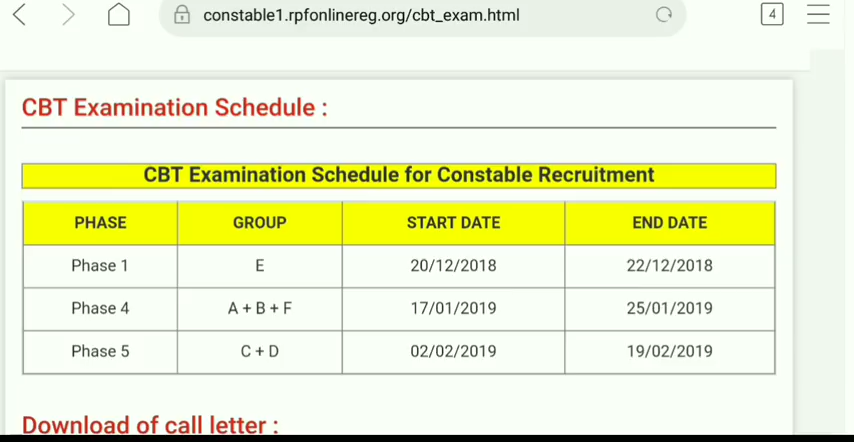 constable1.rpfonlinereg.org/cbt_exam.html 4
CBT Examination Schedule :
CBT Examination Schedule for Constable Recruitment
PHASE GROUP START DATE END DATE
Phase 1 E 20/12/2018 22/12/2018
Phase 4 A + B + F 17/01/2019 25/01/2019
Phase 5 C + D 02/02/2019 19/02/2019
Download of call letter :